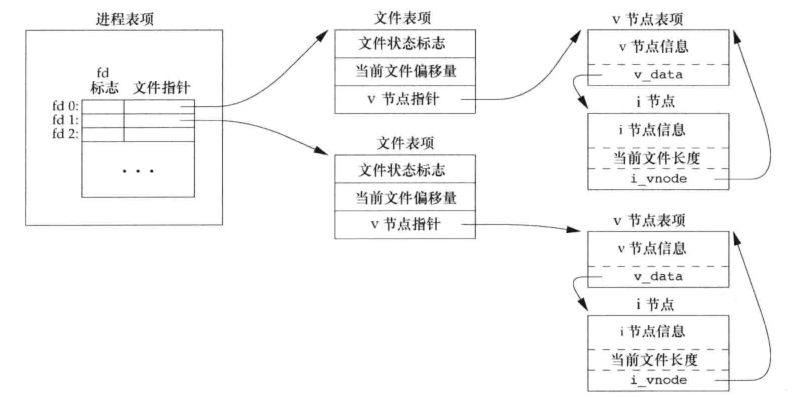 进程表项
fd
标志 文件指针
fd 0:
fd 1:
fd 2:
• • •
文件表项
文件状态标志
当前文件偏移量
v 节点指针
文件表项
文件状态标志
当前文件偏移量
v 节点指针
v 节点表项
v 节点信息
v_data
i 节点
i 节点信息
当前文件长度
i_vnode
v 节点表项
v 节点信息
v_data
i 节点
i 节点信息
当前文件长度
i_vnode